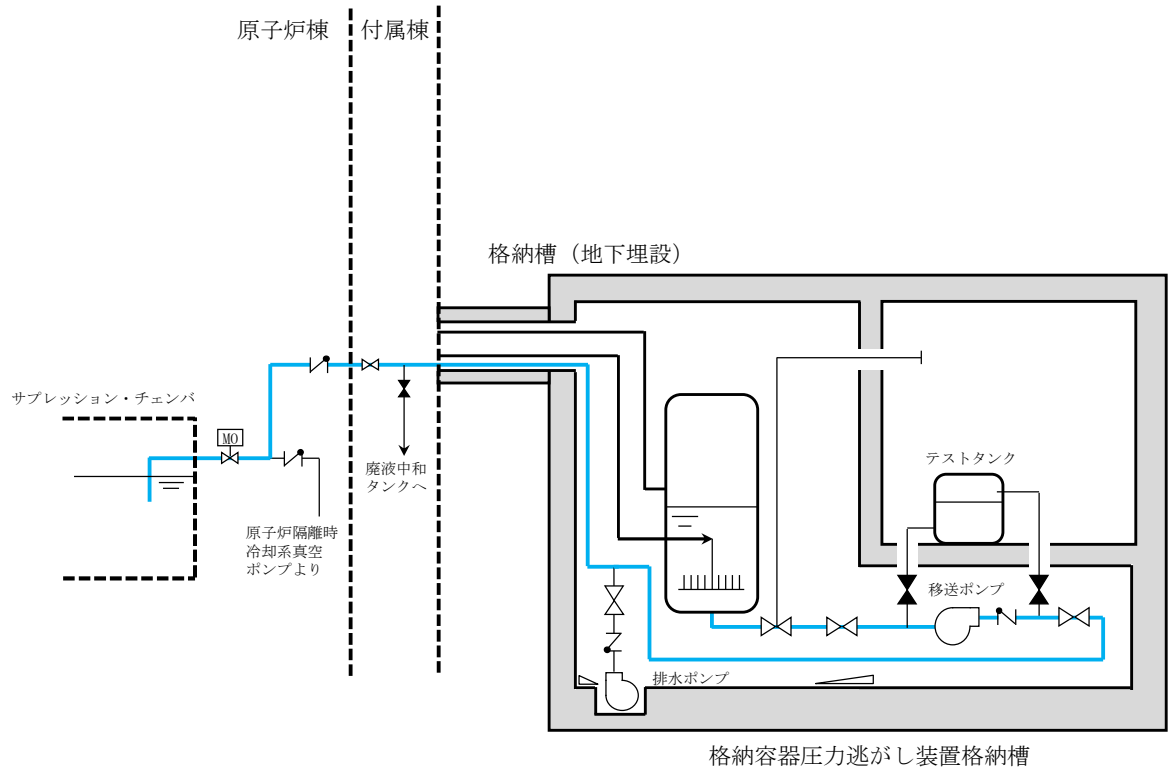 原子炉棟
付属棟
格納槽（地下埋設）
サプレッション・チェンバ
MO
廃液中和
タンクへ
テストタンク
原子炉隔離時
冷却系真空
ポンプより
移送ポンプ
排水ポンプ
格納容器圧力逃がし装置格納槽